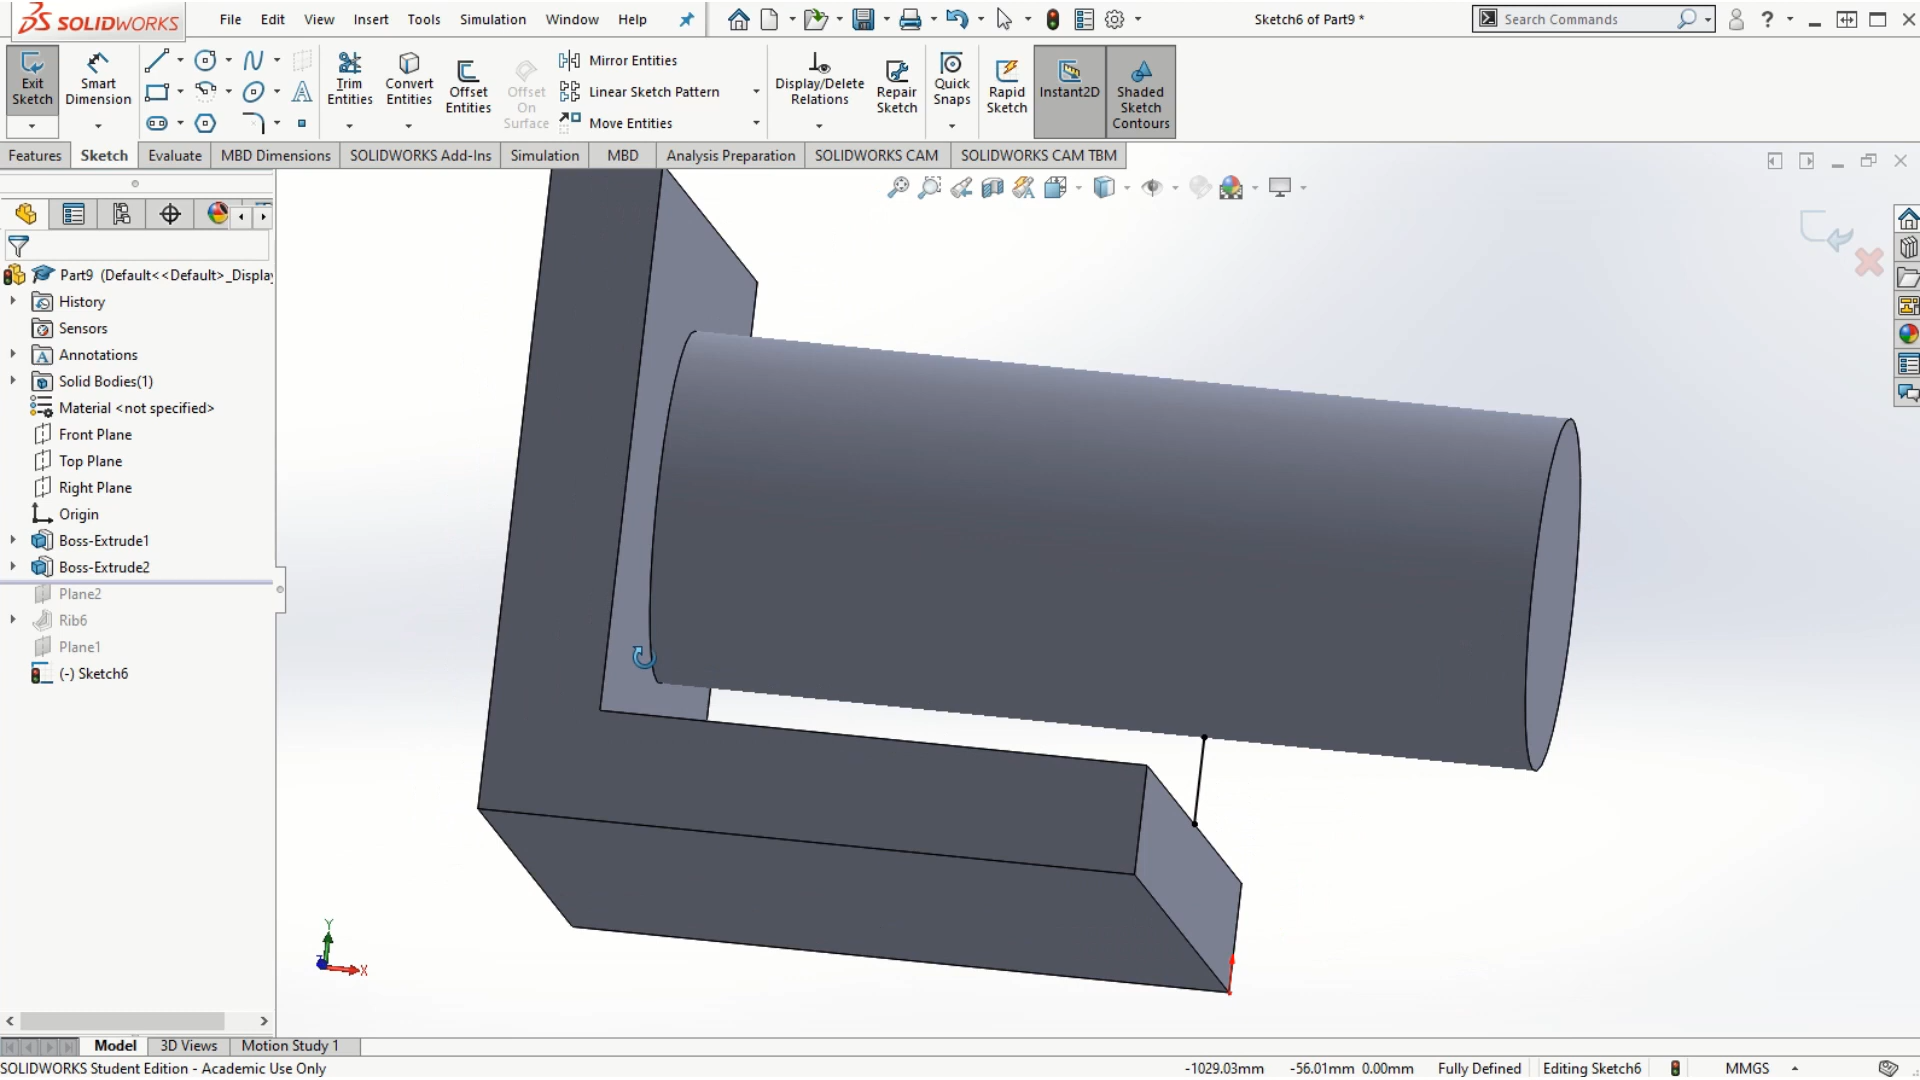 SOLIDWORKS File Edit View Insert Tools Simulation Window Help Sketch6 of Part9 * Search Commands ?
Exit Sketch
Smart Dimension
Trim Entities
Convert Entities
Offset Entities
Offset On Surface
Mirror Entities
Linear Sketch Pattern
Move Entities
Display/Delete Relations
Repair Sketch
Quick Snaps
Rapid Sketch
Instant2D
Shaded Sketch Contours
Features Sketch Evaluate MBD Dimensions SOLIDWORKS Add-Ins Simulation MBD Analysis Preparation SOLIDWORKS CAM SOLIDWORKS CAM TBM
Part9 (Default<<Default>_Display
History
Sensors
Annotations
Solid Bodies(1)
Material <not specified>
Front Plane
Top Plane
Right Plane
Origin
Boss-Extrude1
Boss-Extrude2
Plane2
Rib6
Plane1
(-) Sketch6
Y
X
Model 3D Views Motion Study 1
SOLIDWORKS Student Edition - Academic Use Only -1029.03mm -56.01mm 0.00mm Fully Defined Editing Sketch6 MMGS